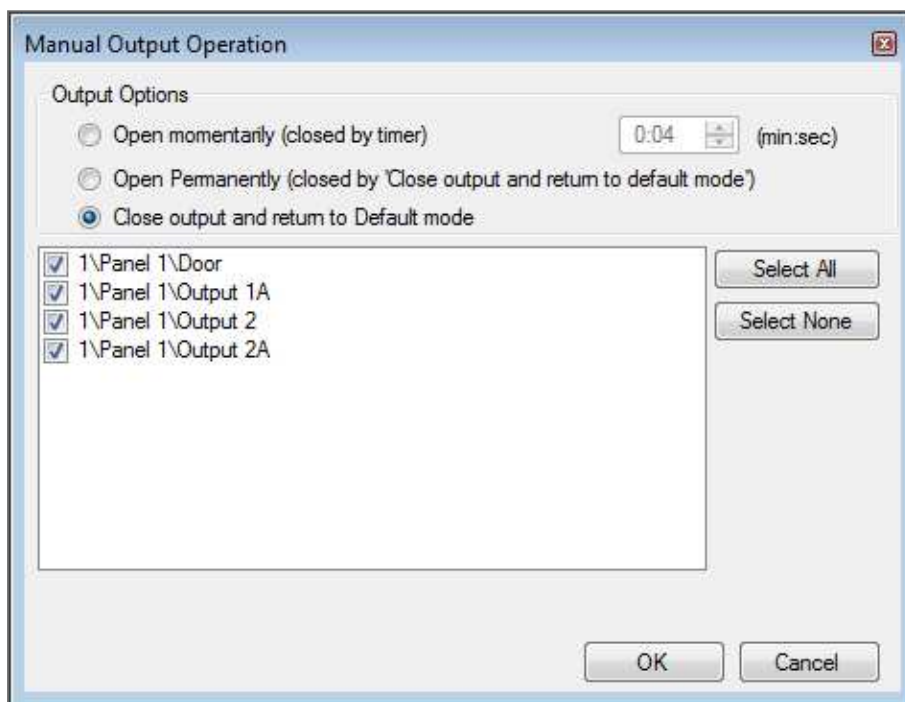 Manual Output Operation
Output Options
Open momentarily (closed by timer) 0:04 (min:sec)
Open Permanently (closed by 'Close output and return to default mode')
Close output and return to Default mode
1\Panel 1\Door
1\Panel 1\Output 1A
1\Panel 1\Output 2
1\Panel 1\Output 2A
Select All
Select None
OK Cancel